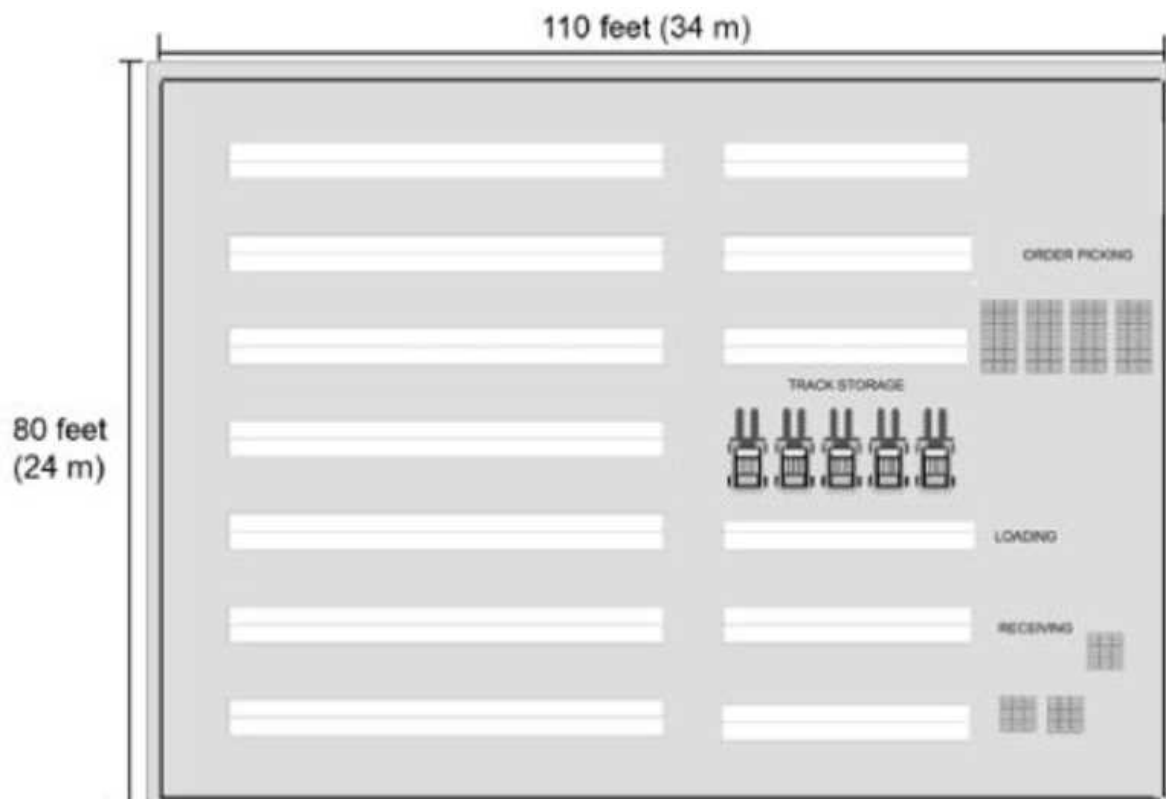 110 feet (34 m)
ORDER PICKING
TRACK STORAGE
80 feet
(24 m)
LOADING
RECEIVING